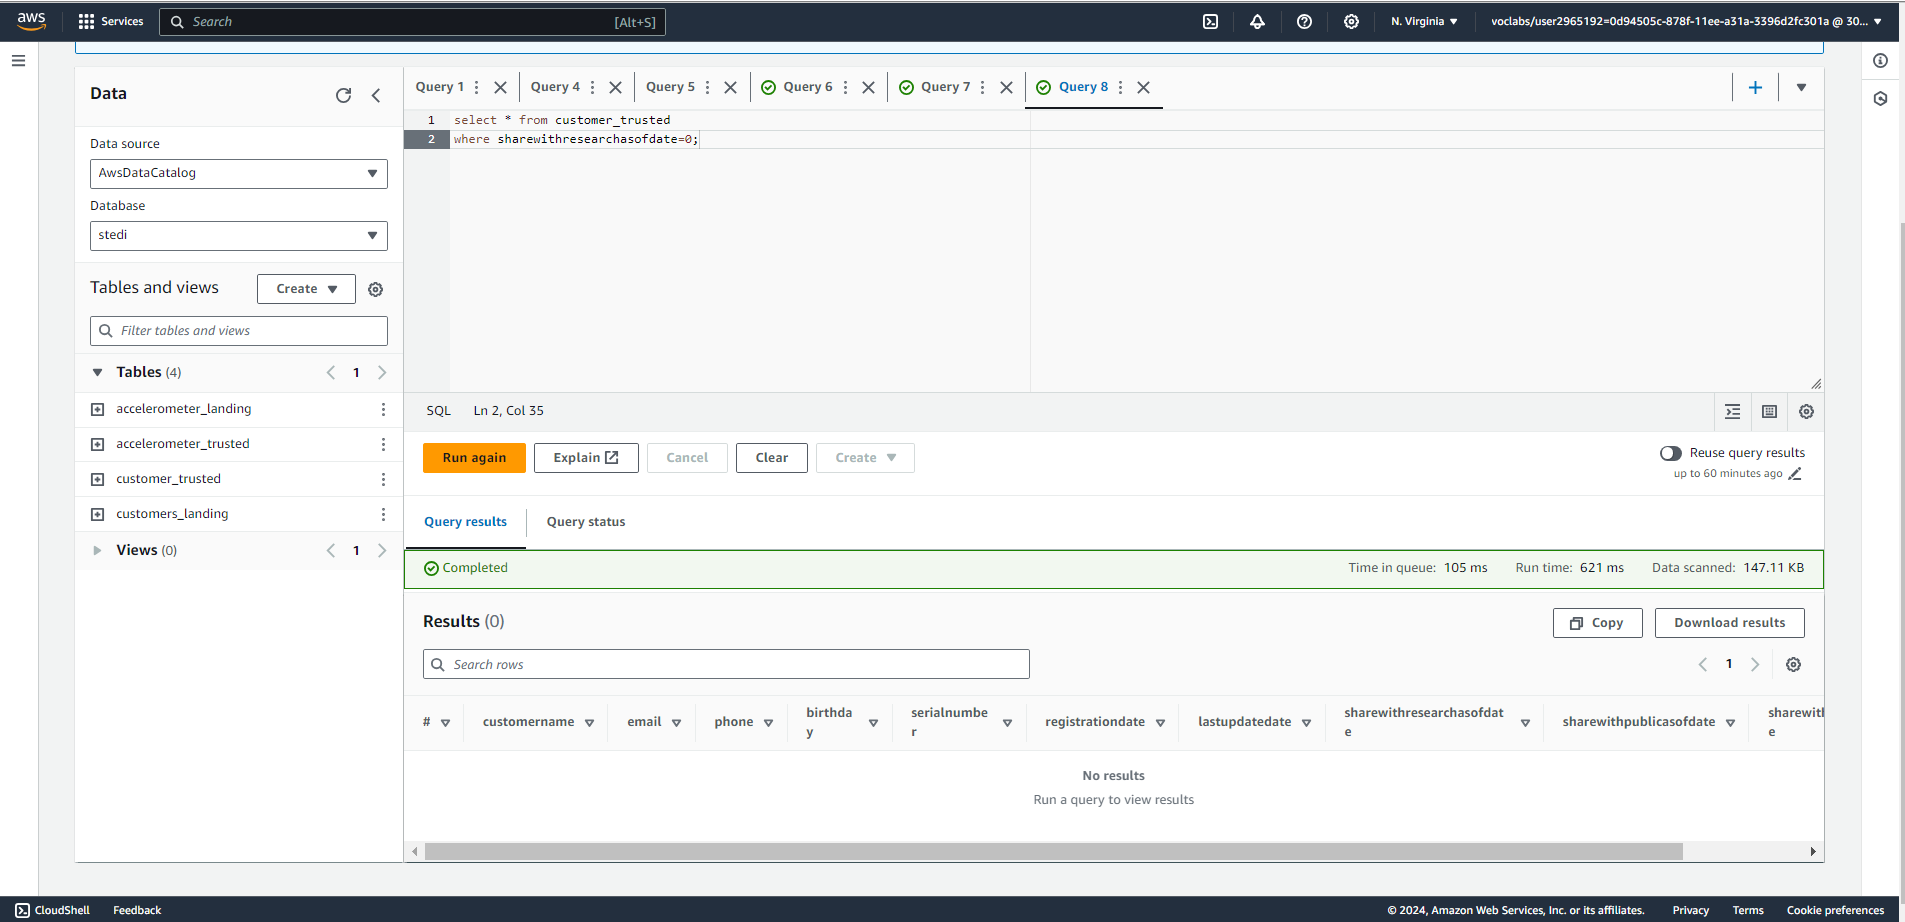 aws
Services
Search
[Alt+S]
N. Virginia
voclabs/user2965192=0d94505c-878f-11ee-a31a-3396d2fc301a @ 30...
Data
Data source
AwsDataCatalog
Database
stedi
Tables and views
Create
Filter tables and views
Tables (4)
1
accelerometer_landing
accelerometer_trusted
customer_trusted
customers_landing
Views (0)
1
Query 1
Query 4
Query 5
Query 6
Query 7
Query 8
1 select * from customer_trusted
2 where sharewithresearchasofdate=0;
SQL Ln 2, Col 35
Run again
Explain
Cancel
Clear
Create
Reuse query results
up to 60 minutes ago
Query results
Query status
Completed
Time in queue: 105 ms
Run time: 621 ms
Data scanned: 147.11 KB
Results (0)
Copy
Download results
Search rows
1
#
customername
email
phone
birthda
y
serialnumbe
r
registrationdate
lastupdatedate
sharewithresearchasofdat
e
sharewithpublicasofdate
sharewith
e
No results
Run a query to view results
CloudShell
Feedback
© 2024, Amazon Web Services, Inc. or its affiliates.
Privacy
Terms
Cookie preferences